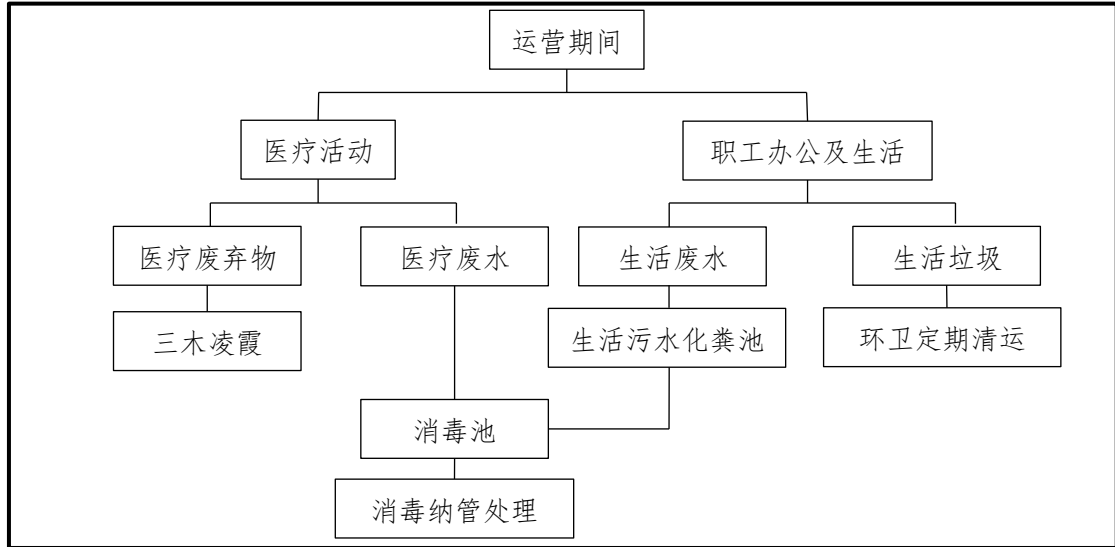 运营期间
医疗活动
职工办公及生活
医疗废弃物
医疗废水
生活废水
生活垃圾
三木凌霞
生活污水化粪池
环卫定期清运
消毒池
消毒纳管处理